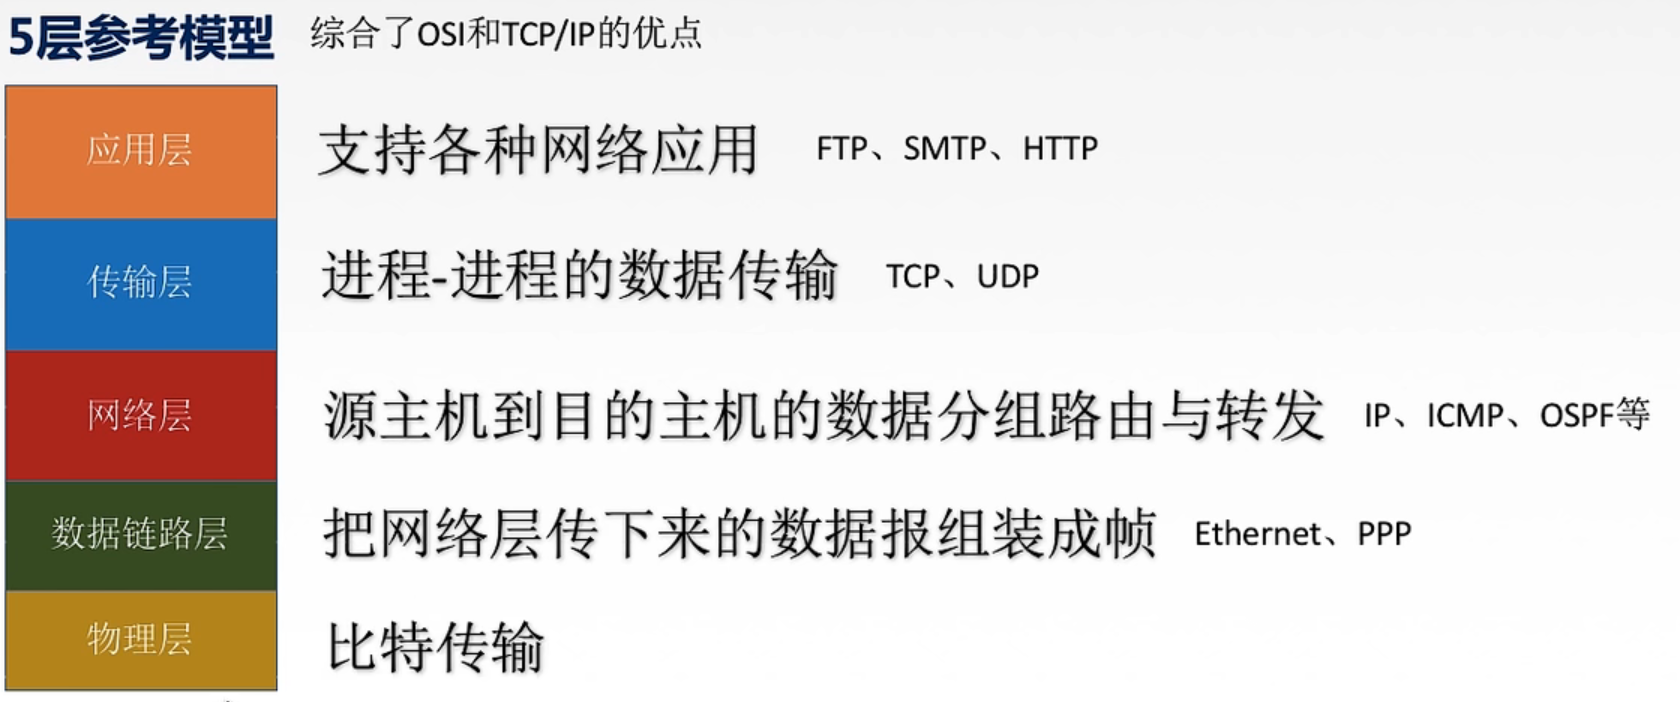 5层参考模型 综合了OSI和TCP/IP的优点
应用层 支持各种网络应用 FTP、SMTP、HTTP
传输层 进程-进程的数据传输 TCP、UDP
网络层 源主机到目的主机的数据分组路由与转发 IP、ICMP、OSPF等
数据链路层 把网络层传下来的数据报组装成帧 Ethernet、PPP
物理层 比特传输